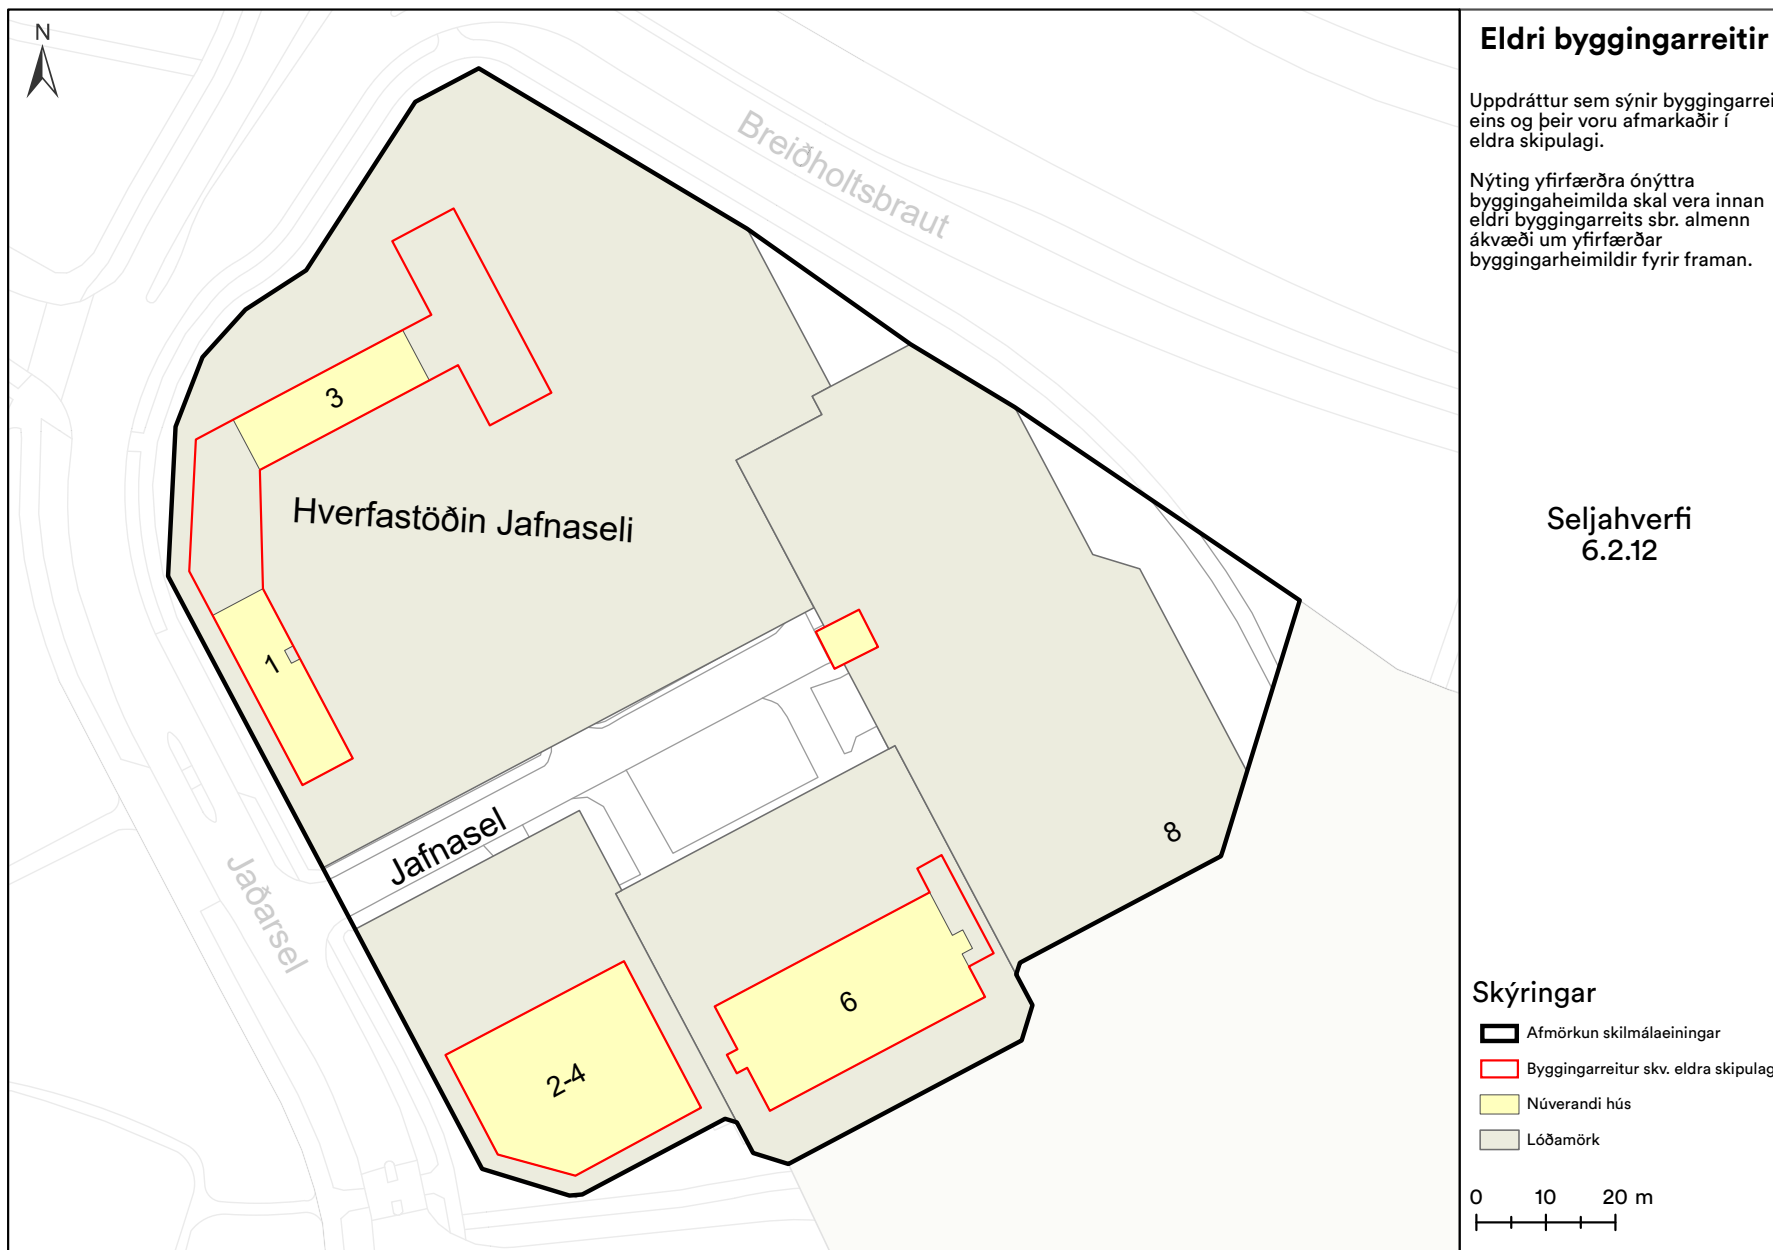 N
Breiðholtsbraut
3
Hverfastöðin Jafnaseli
1
Jafnasel
Jaðarsel
8
6
2-4
Eldri byggingarreitir
Uppdráttur sem sýnir byggingarrei
eins og þeir voru afmarkaðir í
eldra skipulagi.
Nýting yfirfærðra ónýttra
byggingaheimilda skal vera innan
eldri byggingarreits sbr. almenn
ákvæði um yfirfærðar
byggingarheimildir fyrir framan.
Seljahverfi
6.2.12
Skýringar
Afmörkun skilmálaeiningar
Byggingarreitur skv. eldra skipulag
Núverandi hús
Lóðamörk
0 10 20 m